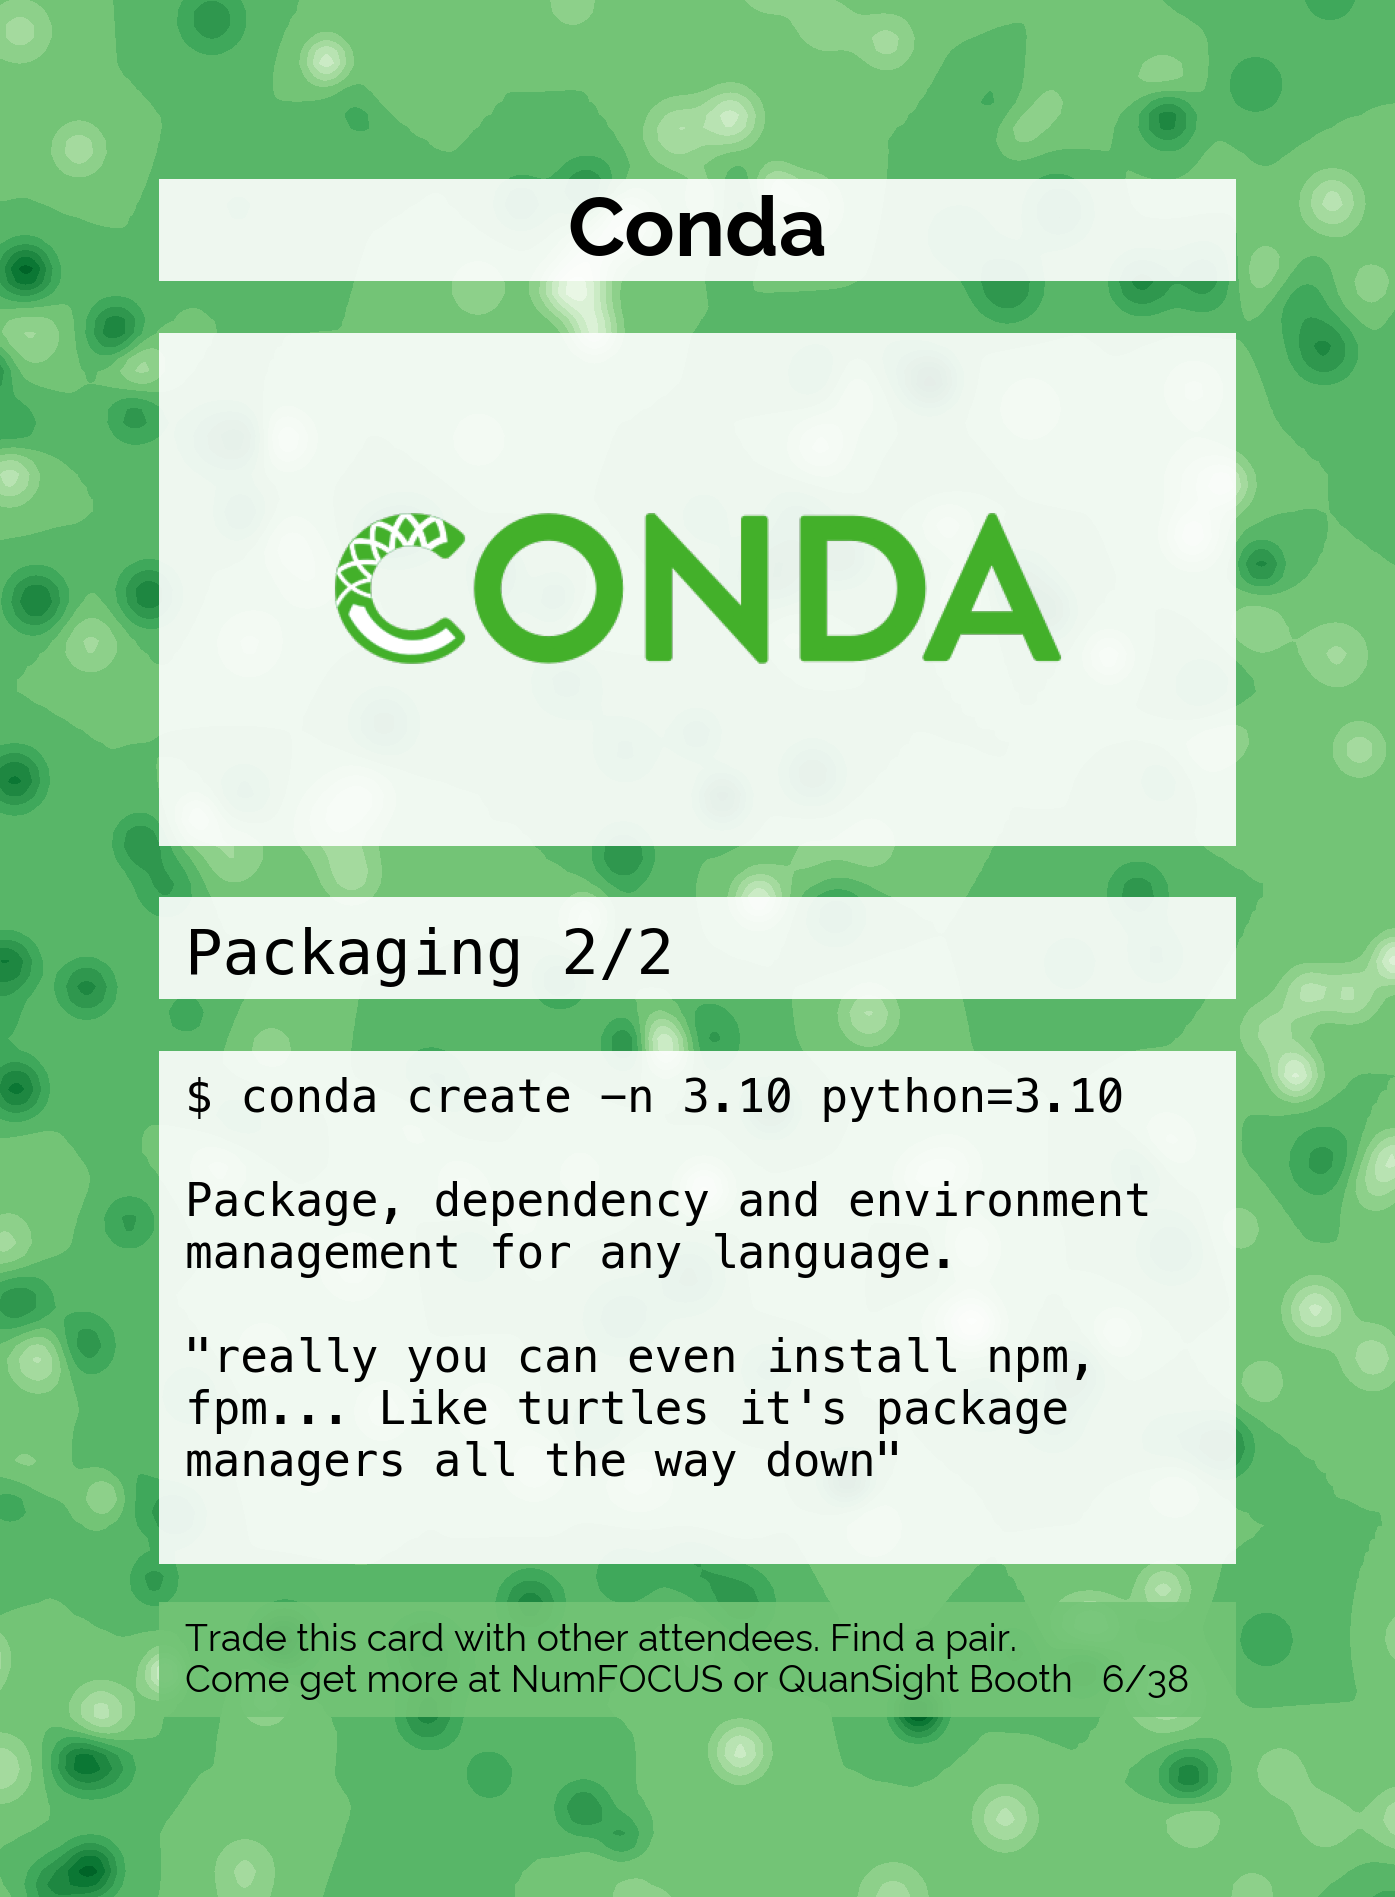 Conda
CONDA
Packaging 2/2
$ conda create −n 3.10 python=3.10
Package, dependency and environment
management for any language.
"really you can even install npm,
fpm... Like turtles it's package
managers all the way down"
Trade this card with other attendees. Find a pair.
Come get more at NumFOCUS or QuanSight Booth 6/38